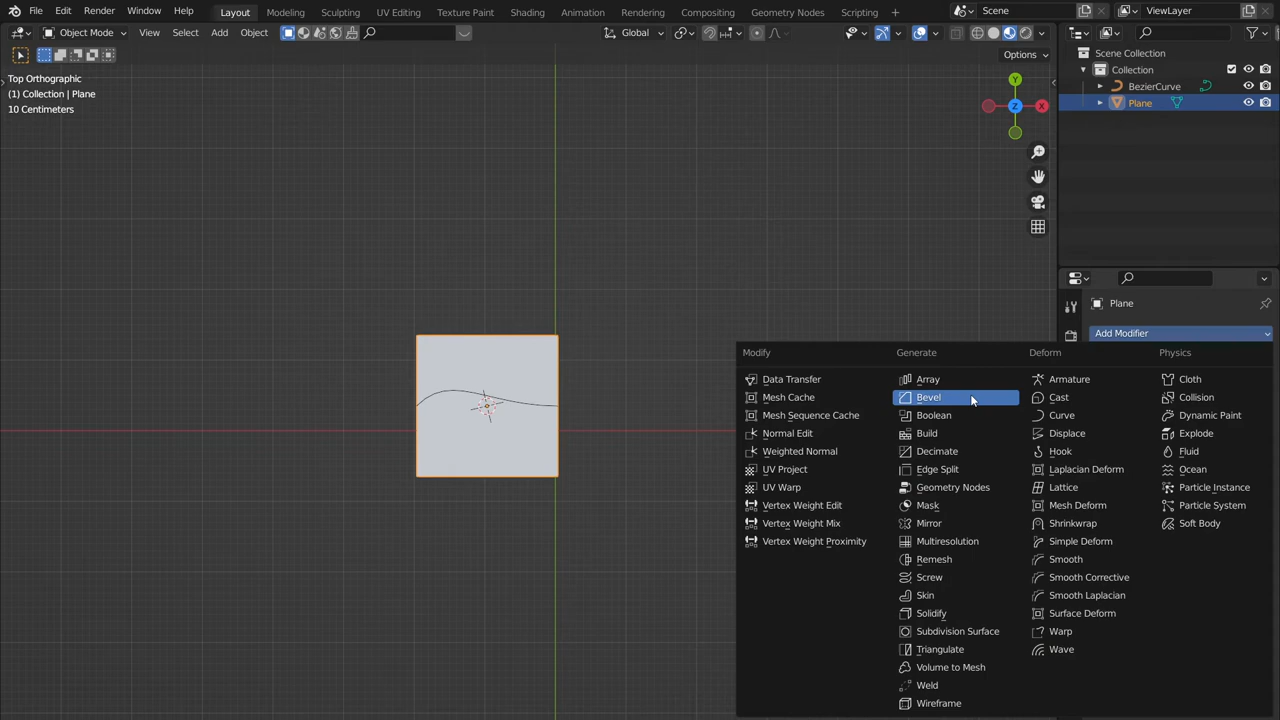 File Edit Render Window Help Layout Modeling Sculpting UV Editing Texture Paint Shading Animation Rendering Compositing Geometry Nodes Scripting + Scene ViewLayer
Object Mode View Select Add Object Global
Options
Top Orthographic
(1) Collection | Plane
10 Centimeters
Y
Z
X
Scene Collection
Collection
BezierCurve
Plane
Plane
Add Modifier
Modify
Data Transfer
Mesh Cache
Mesh Sequence Cache
Normal Edit
Weighted Normal
UV Project
UV Warp
Vertex Weight Edit
Vertex Weight Mix
Vertex Weight Proximity
Generate
Array
Bevel
Boolean
Build
Decimate
Edge Split
Geometry Nodes
Mask
Mirror
Multiresolution
Remesh
Screw
Skin
Solidify
Subdivision Surface
Triangulate
Volume to Mesh
Weld
Wireframe
Deform
Armature
Cast
Curve
Displace
Hook
Laplacian Deform
Lattice
Mesh Deform
Shrinkwrap
Simple Deform
Smooth
Smooth Corrective
Smooth Laplacian
Surface Deform
Warp
Wave
Physics
Cloth
Collision
Dynamic Paint
Explode
Fluid
Ocean
Particle Instance
Particle System
Soft Body